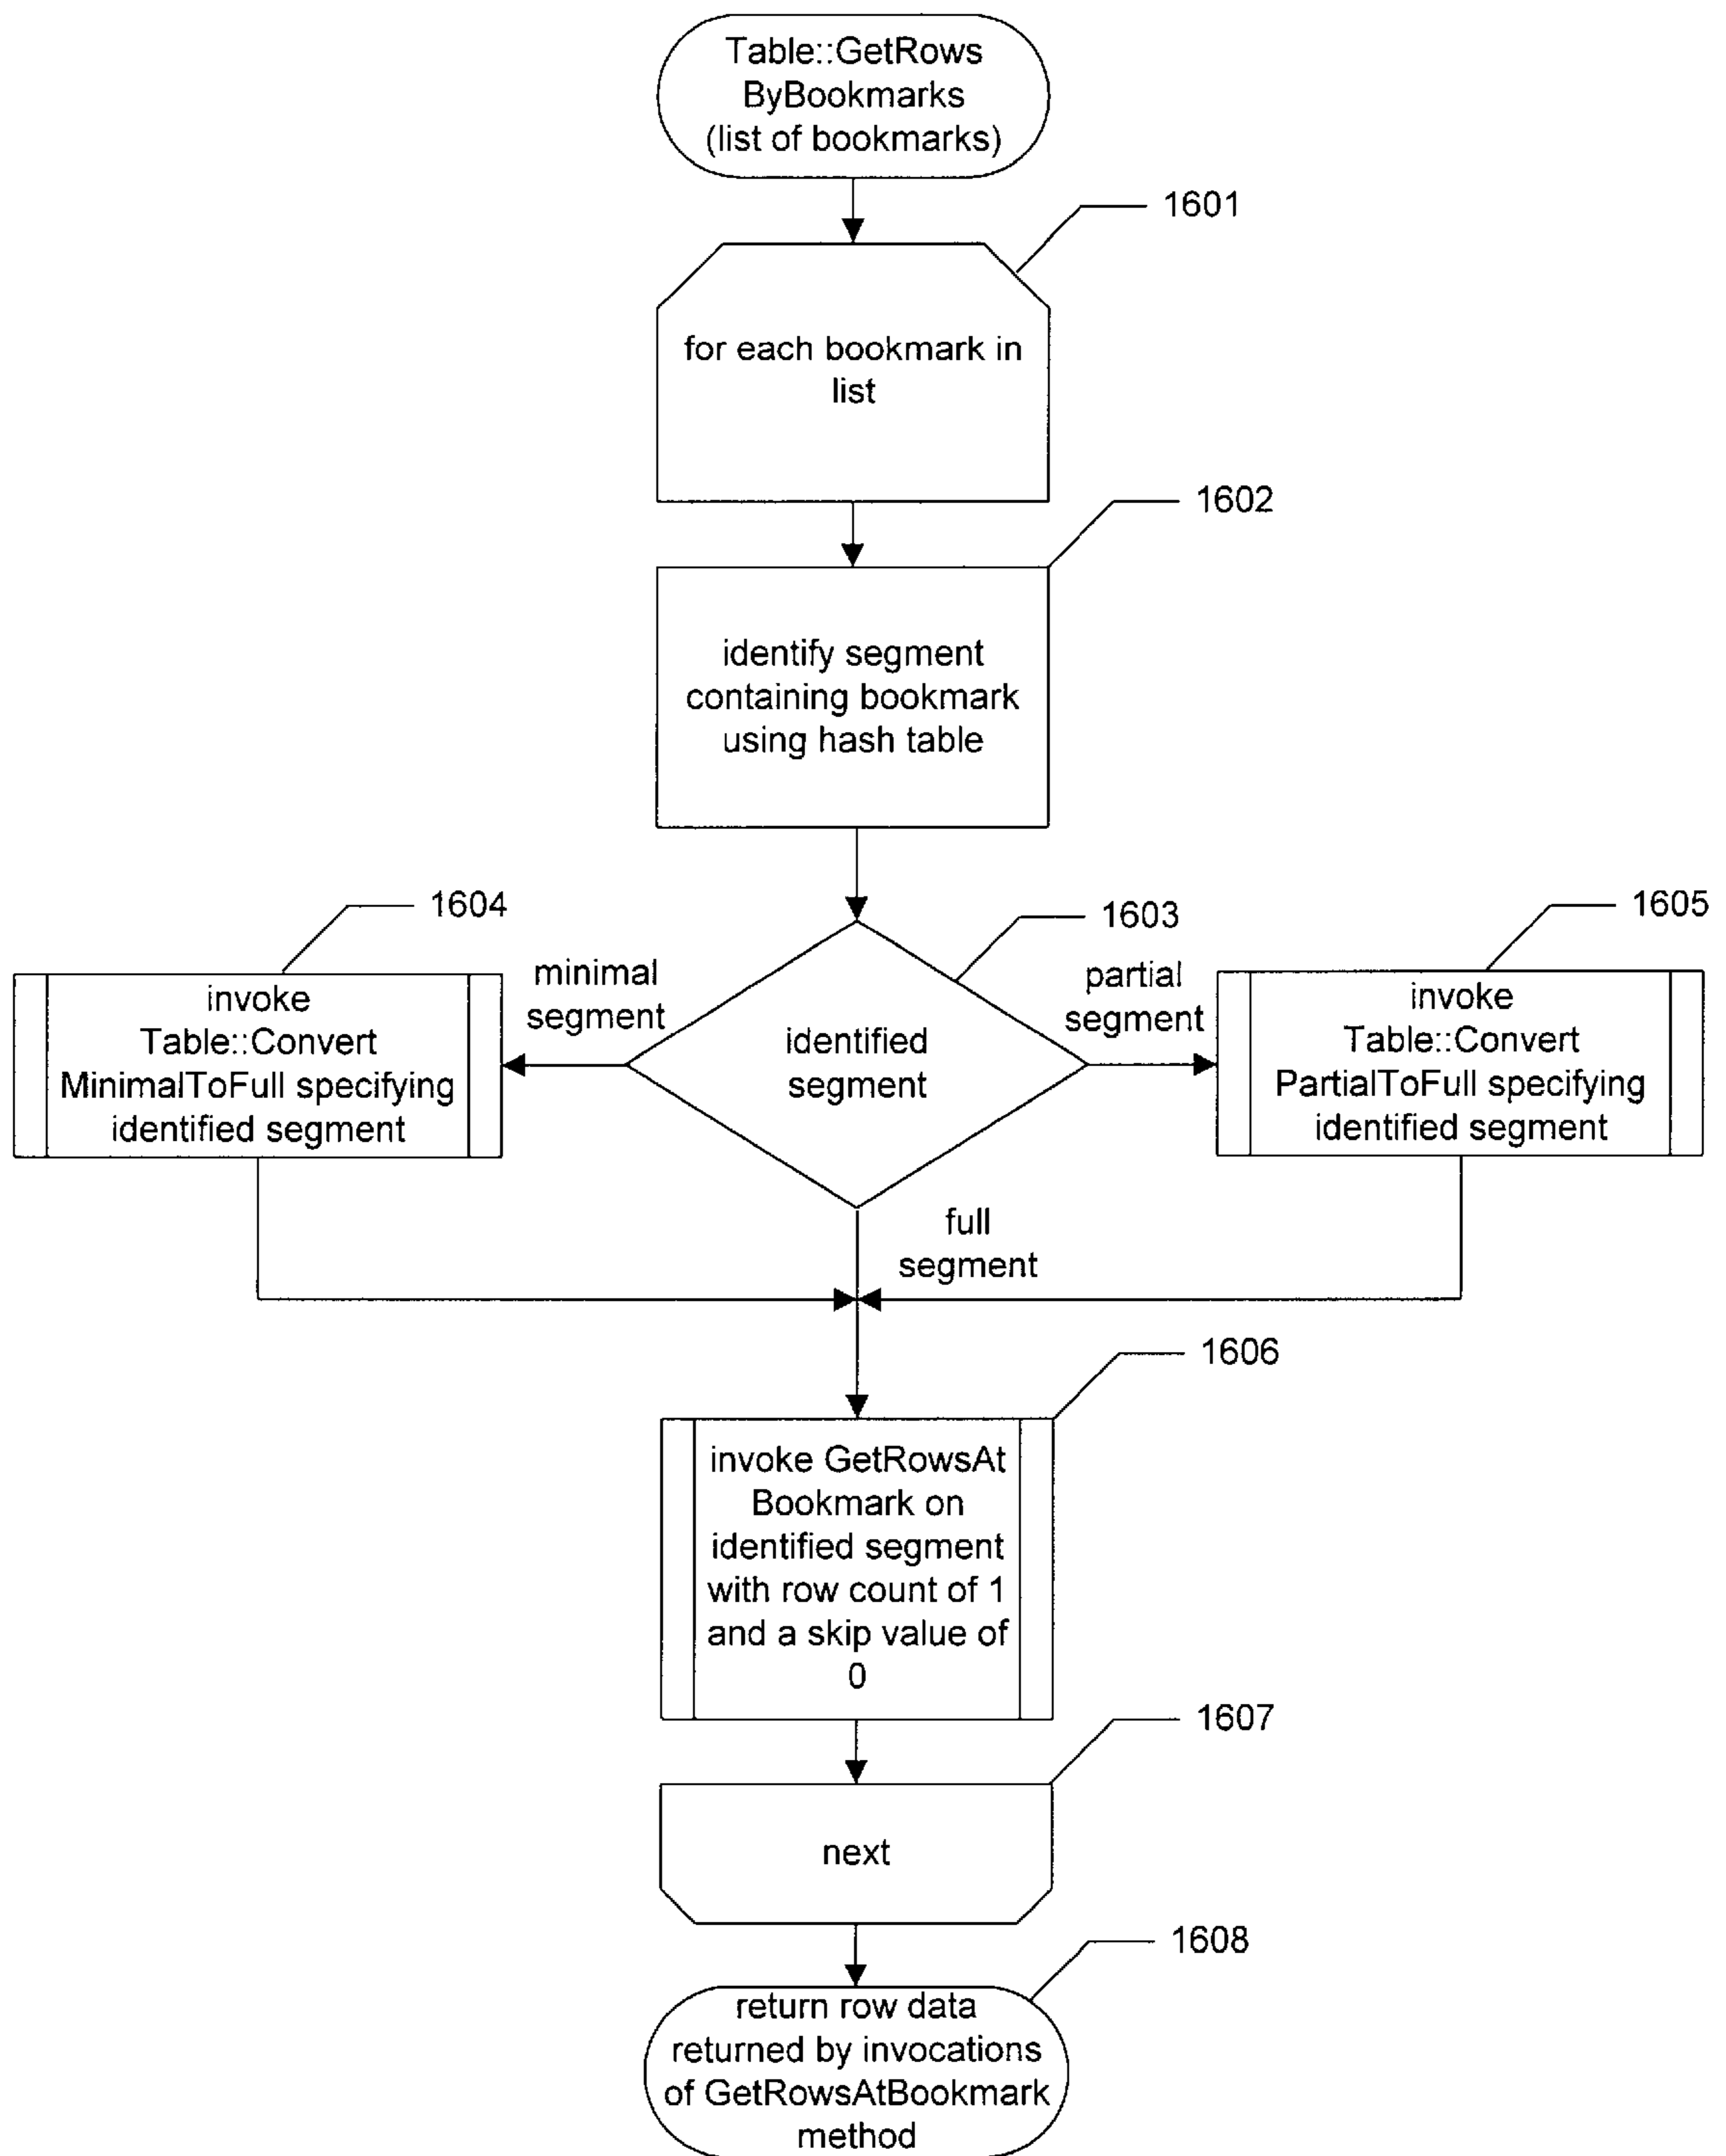 Table::GetRows
ByBookmarks
(list of bookmarks)
1601
for each bookmark in
list
1602
identify segment
containing bookmark
using hash table
1604
1603
1605
minimal
segment
partial
segment
invoke
Table::Convert
MinimalToFull specifying
identified segment
identified
segment
invoke
Table::Convert
PartialToFull specifying
identified segment
full
segment
1606
invoke GetRowsAt
Bookmark on
identified segment
with row count of 1
and a skip value of
0
1607
next
1608
return row data
returned by invocations
of GetRowsAtBookmark
method